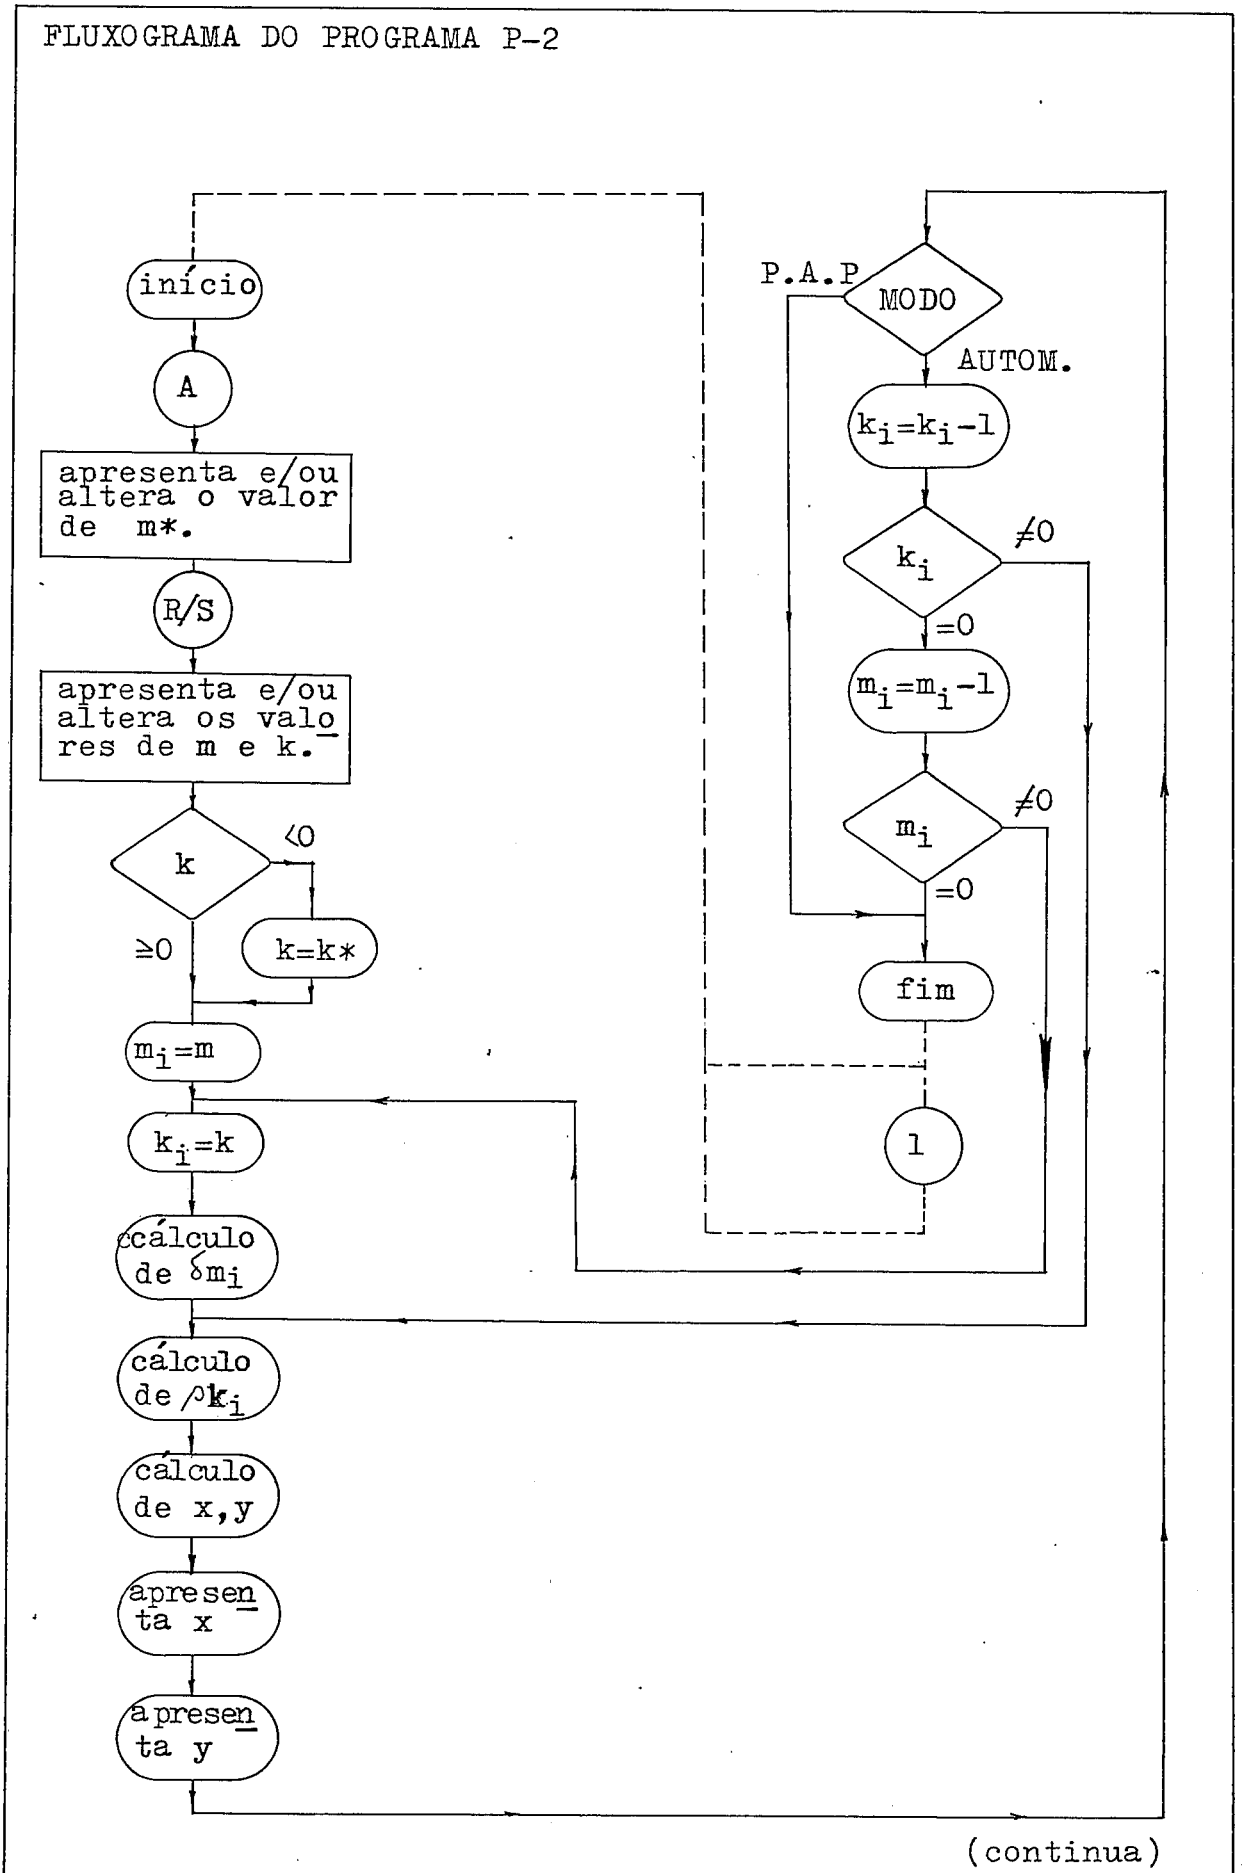 FLUXOGRAMA DO PROGRAMA P-2
início
A
apresenta e/ou
altera o valor
de m*.
R/S
apresenta e/ou
altera os valo
res de m e k.
k
<0
≥0
k=k*
mi=m
ki=k
ccálculo
de δmi
cálculo
de ρki
cálculo
de x,y
apresen
ta x
apresen
ta y
P.A.P
MODO
AUTOM.
ki=ki-1
ki
≠0
=0
mi=mi-1
mi
≠0
=0
fim
1
(continua)